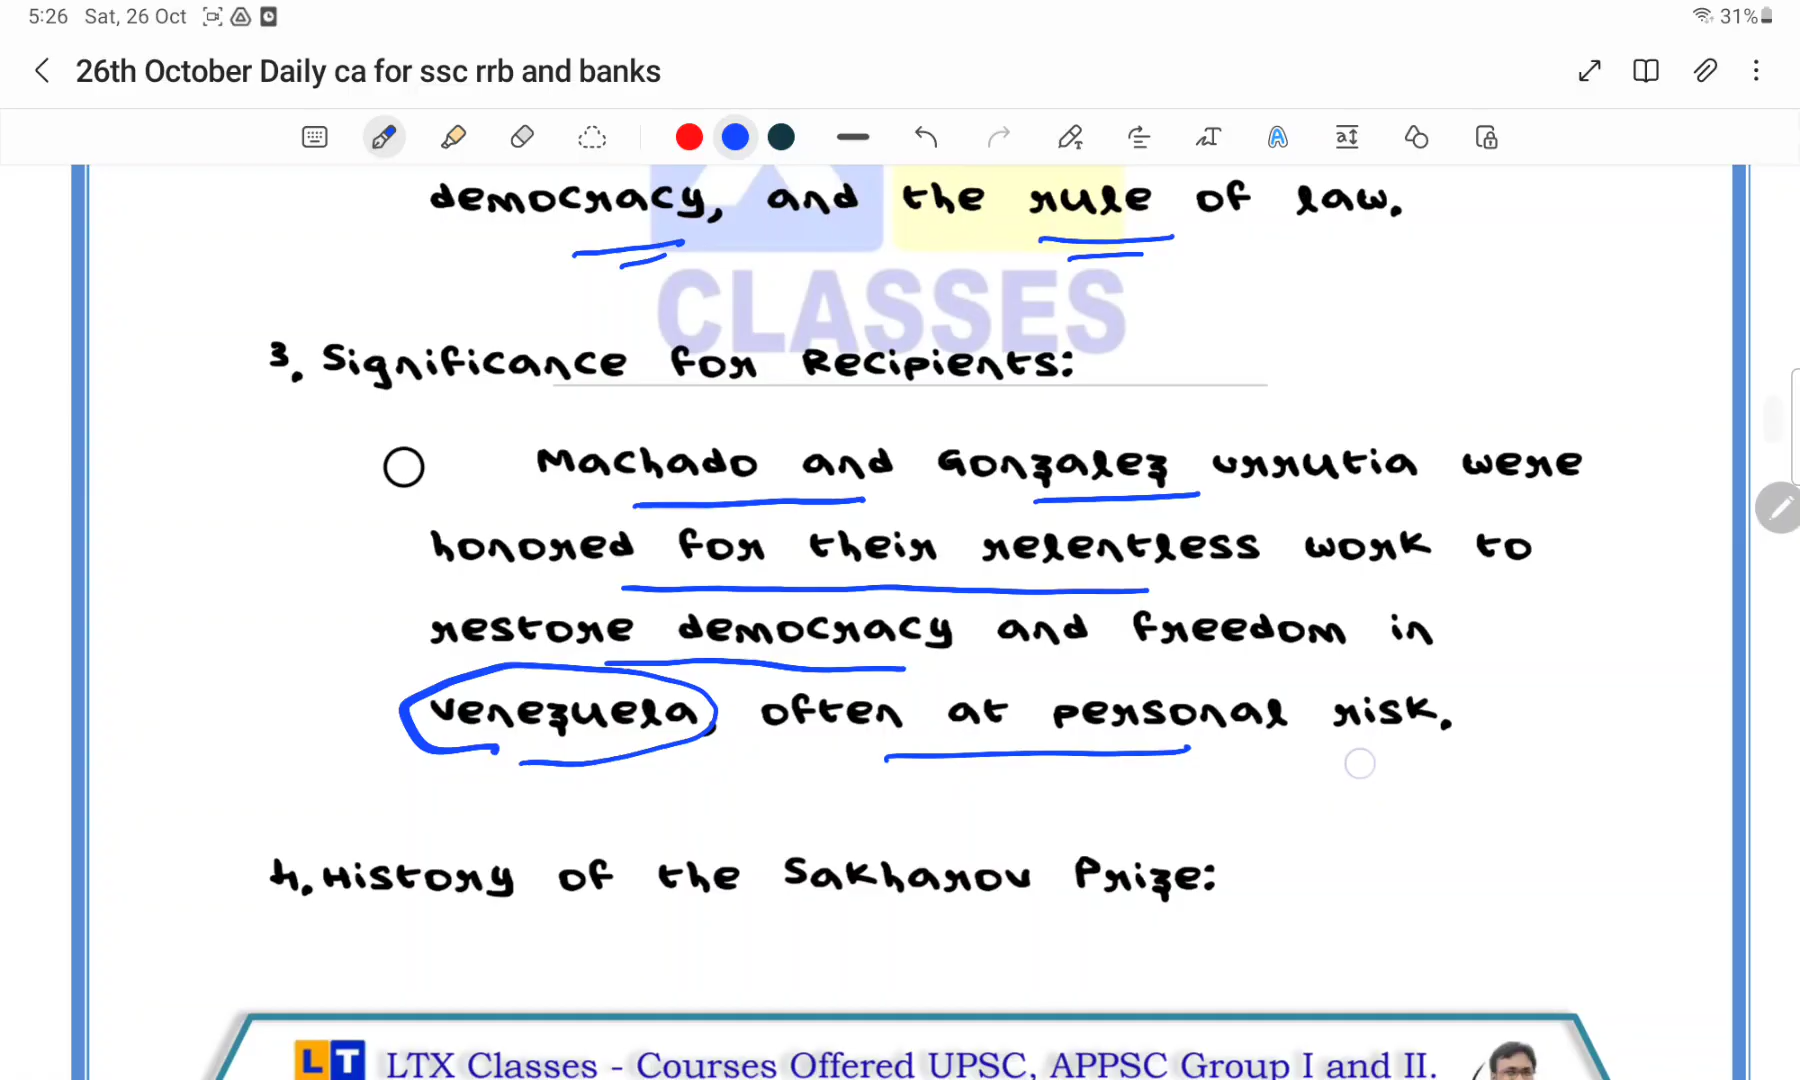 5:26 Sat, 26 Oct 31%
26th October Daily ca for ssc rrb and banks
democracy, and the rule of law.
CLASSES
3. Significance for Recipients:
Machado and Gonzalez urrutia were
honored for their relentless work to
restore democracy and freedom in
venezuela, often at personal risk.
4. History of the Sakharov Prize:
LT LTX Classes - Courses Offered UPSC, APPSC Group I and II.